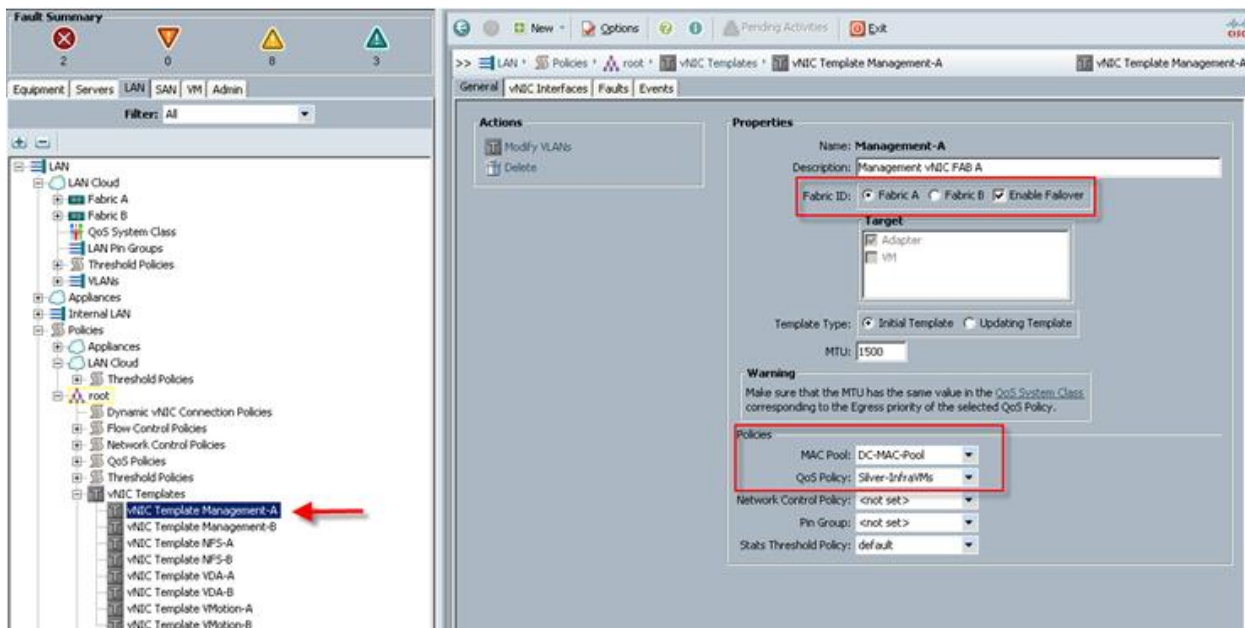 Fault Summary
2 0 8 3
Equipment Servers LAN SAN VM Admin
Filter: All
LAN
LAN Cloud
Fabric A
Fabric B
QoS System Class
LAN Pin Groups
Threshold Policies
VLANs
Appliances
Internal LAN
Policies
Appliances
LAN Cloud
Threshold Policies
root
Dynamic vNIC Connection Policies
Flow Control Policies
Network Control Policies
QoS Policies
Threshold Policies
vNIC Templates
vNIC Template Management-A
vNIC Template Management-B
vNIC Template NFS-A
vNIC Template NFS-B
vNIC Template VDA-A
vNIC Template VDA-B
vNIC Template VMotion-A
vNIC Template VMotion-B
New Options Pending Activities Exit
>> LAN Policies root vNIC Templates vNIC Template Management-A vNIC Template Management-A
General vNIC Interfaces Faults Events
Actions
Modify VLANs
Delete
Properties
Name: Management-A
Description: Management vNIC FAB A
Fabric ID: Fabric A Fabric B Enable Failover
Target
Adapter
VM
Template Type: Initial Template Updating Template
MTU: 1500
Warning
Make sure that the MTU has the same value in the QoS System Class
corresponding to the Egress priority of the selected QoS Policy.
Policies
MAC Pool: DC-MAC-Pool
QoS Policy: Silver-InfraVMs
Network Control Policy: <not set>
Pin Group: <not set>
Stats Threshold Policy: default